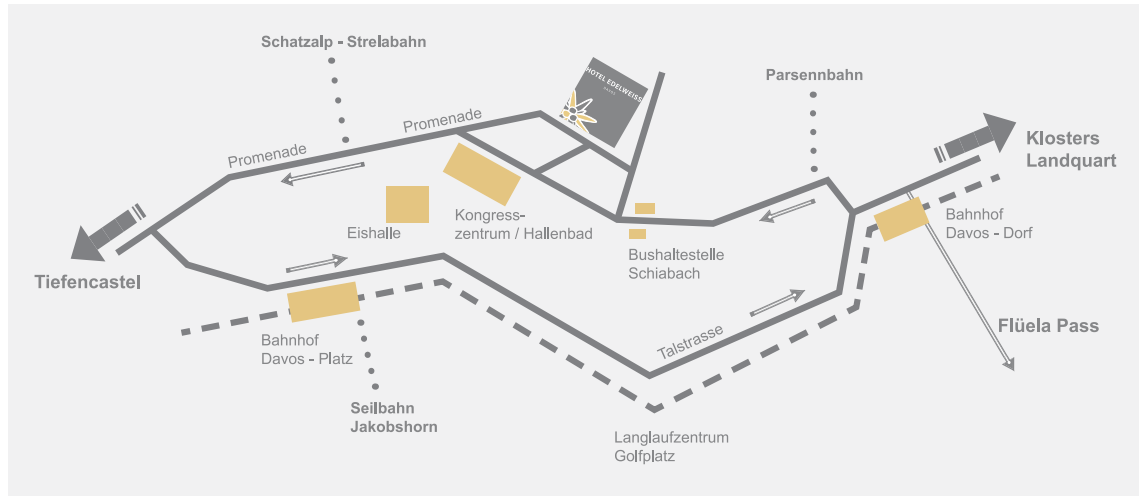 Schatzalp - Strelabahn
HOTEL EDELWEISS
DAVOS
Parsennbahn
Promenade
Promenade
Klosters
Landquart
Kongress-
zentrum / Hallenbad
Eishalle
Bahnhof
Davos - Dorf
Bushaltestelle
Schiabach
Tiefencastel
Bahnhof
Davos - Platz
Talstrasse
Flüela Pass
Seilbahn
Jakobshorn
Langlaufzentrum
Golfplatz